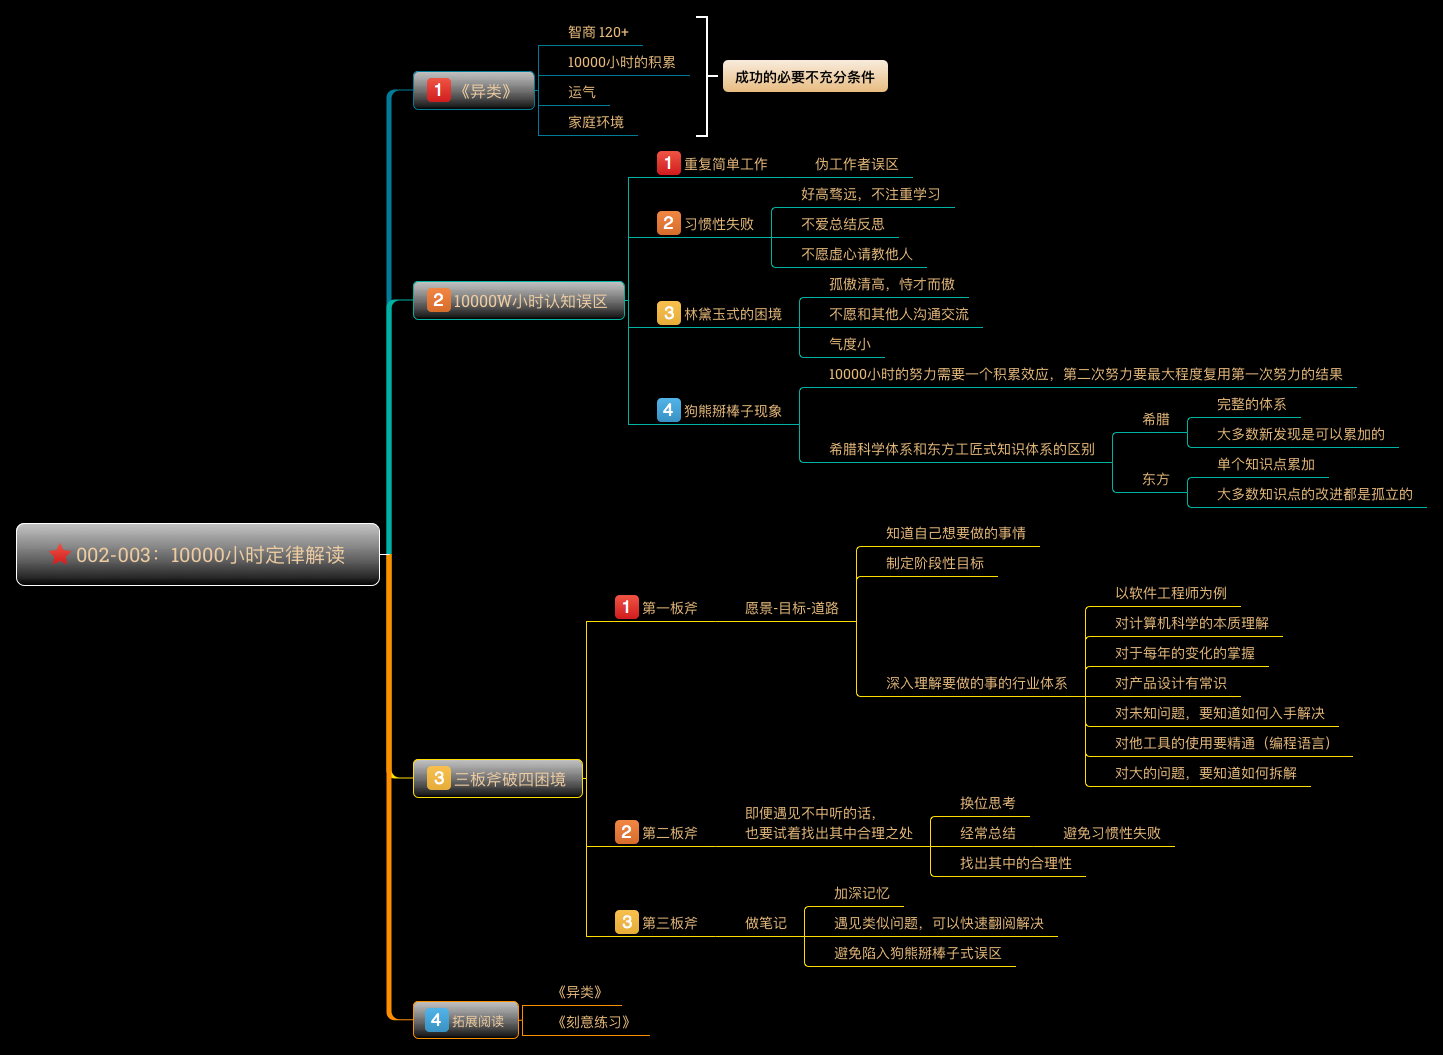 002-003：10000小时定律解读
1 《异类》
智商 120+
10000小时的积累
运气
家庭环境
成功的必要不充分条件
2 10000W小时认知误区
1 重复简单工作
伪工作者误区
2 习惯性失败
好高骛远，不注重学习
不爱总结反思
不愿虚心请教他人
3 林黛玉式的困境
孤傲清高，恃才而傲
不愿和其他人沟通交流
气度小
4 狗熊掰棒子现象
10000小时的努力需要一个积累效应，第二次努力要最大程度复用第一次努力的结果
希腊科学体系和东方工匠式知识体系的区别
希腊
完整的体系
大多数新发现是可以累加的
东方
单个知识点累加
大多数知识点的改进都是孤立的
3 三板斧破四困境
1 第一板斧
愿景-目标-道路
知道自己想要做的事情
制定阶段性目标
深入理解要做的事的行业体系
以软件工程师为例
对计算机科学的本质理解
对于每年的变化的掌握
对产品设计有常识
对未知问题，要知道如何入手解决
对他工具的使用要精通（编程语言）
对大的问题，要知道如何拆解
2 第二板斧
即便遇见不中听的话，
也要试着找出其中合理之处
换位思考
经常总结
避免习惯性失败
找出其中的合理性
3 第三板斧
做笔记
加深记忆
遇见类似问题，可以快速翻阅解决
避免陷入狗熊掰棒子式误区
4 拓展阅读
《异类》
《刻意练习》